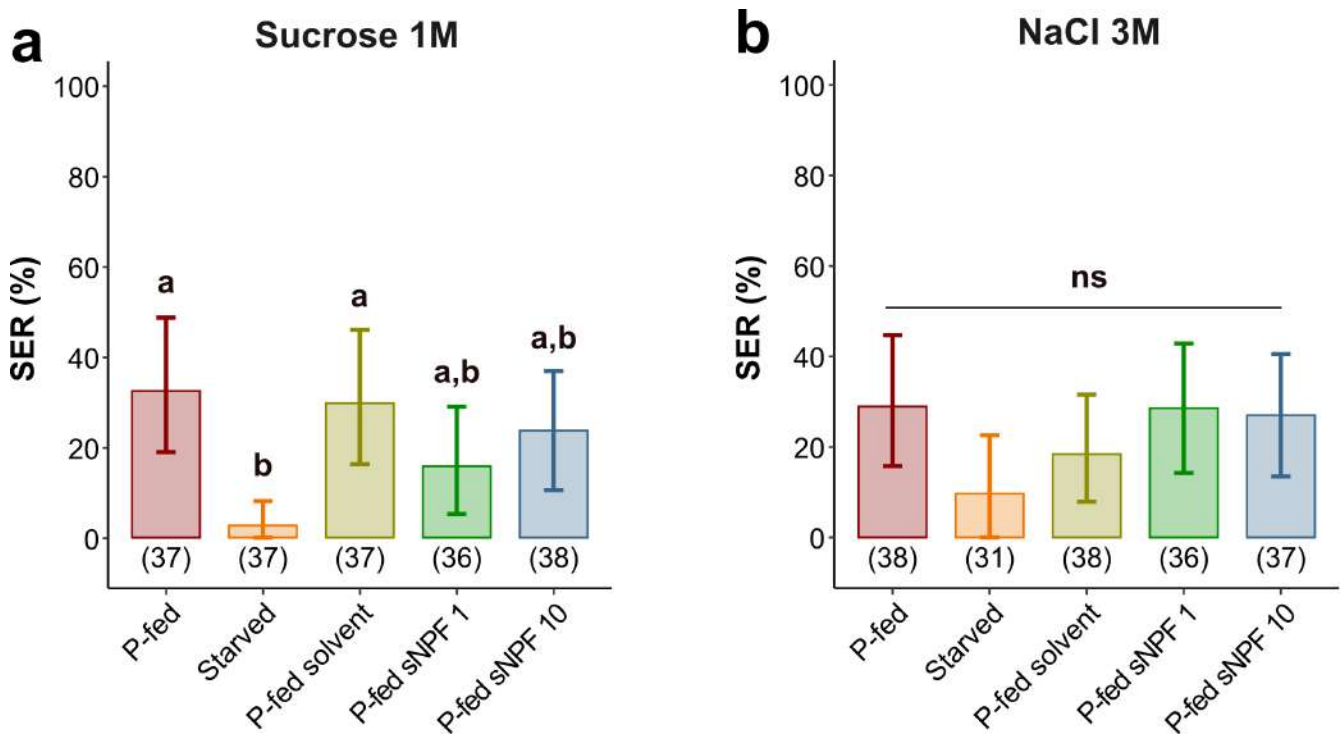 a
Sucrose 1M
SER (%)
100
80
60
40
20
0
a
b
a
a,b
a,b
(37)
(37)
(37)
(36)
(38)
P-fed
Starved
P-fed solvent
P-fed sNPF 1
P-fed sNPF 10
b
NaCl 3M
SER (%)
100
80
60
40
20
0
ns
(38)
(31)
(38)
(36)
(37)
P-fed
Starved
P-fed solvent
P-fed sNPF 1
P-fed sNPF 10